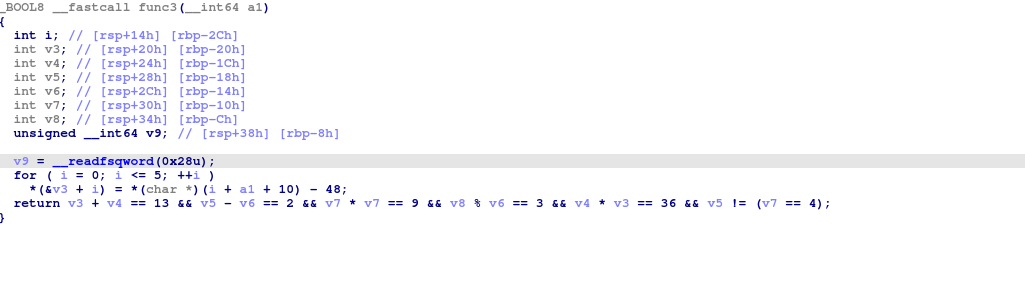 _BOOL8 __fastcall func3(__int64 a1)
{
  int i; // [rsp+14h] [rbp-2Ch]
  int v3; // [rsp+20h] [rbp-20h]
  int v4; // [rsp+24h] [rbp-1Ch]
  int v5; // [rsp+28h] [rbp-18h]
  int v6; // [rsp+2Ch] [rbp-14h]
  int v7; // [rsp+30h] [rbp-10h]
  int v8; // [rsp+34h] [rbp-Ch]
  unsigned __int64 v9; // [rsp+38h] [rbp-8h]
  v9 = __readfsqword(0x28u);
  for ( i = 0; i <= 5; ++i )
    *(&v3 + i) = *(char *)(i + a1 + 10) - 48;
  return v3 + v4 == 13 && v5 - v6 == 2 && v7 * v7 == 9 && v8 % v6 == 3 && v4 * v3 == 36 && v5 != (v7 == 4);
}